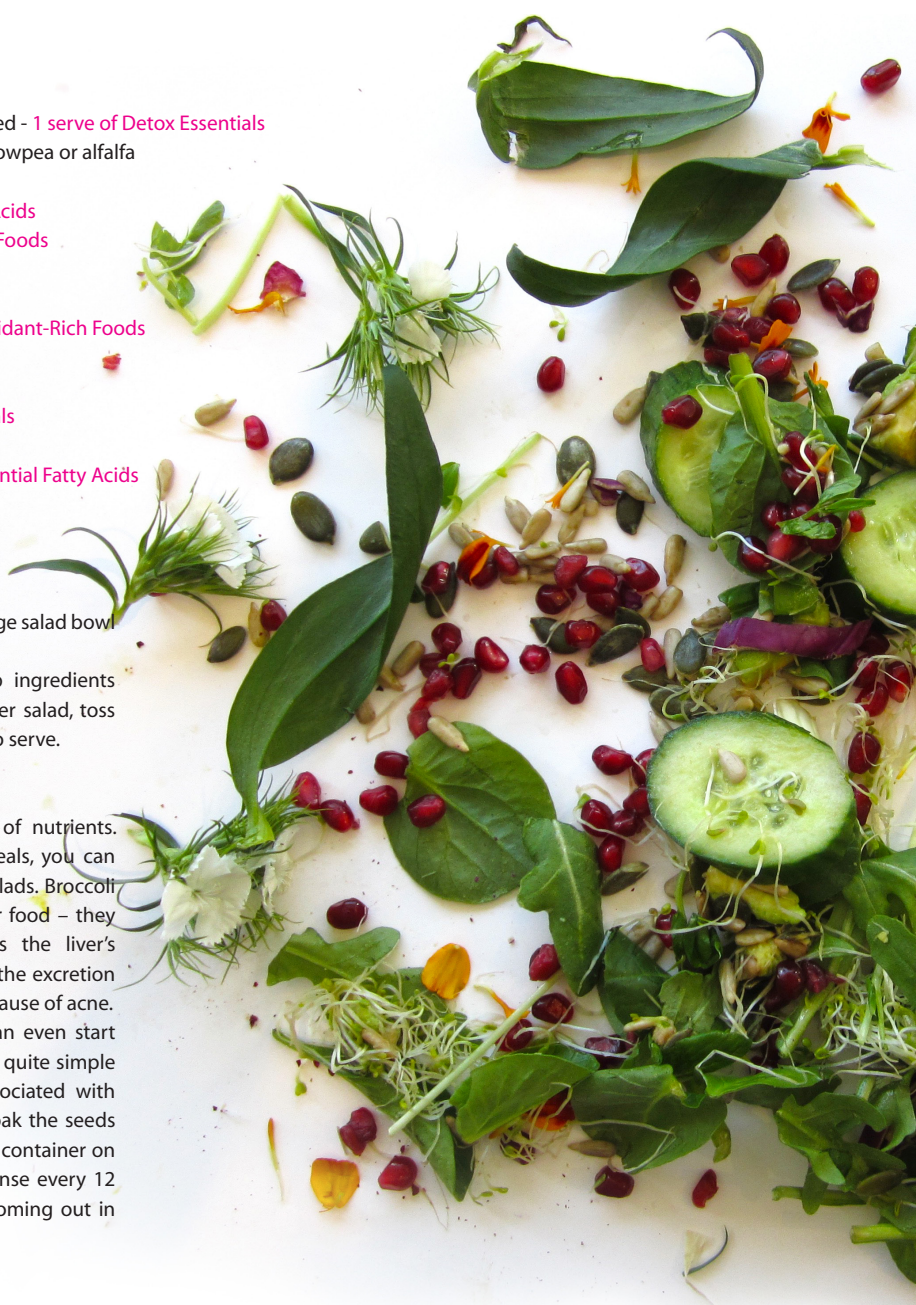 ed - 1 serve of Detox Essentials
owpea or alfalfa
cids
Foods
idant-Rich Foods
ls
ntial Fatty Acids
ge salad bowl
o ingredients
er salad, toss
o serve.
of nutrients.
eals, you can
lads. Broccoli
r food – they
s the liver's
the excretion
ause of acne.
an even start
quite simple
sociated with
oak the seeds
container on
nse every 12
oming out in